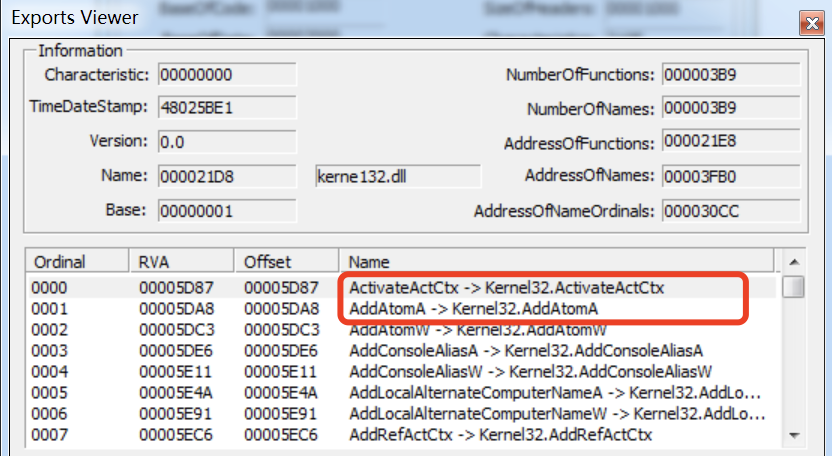 Exports Viewer
Information
Characteristic: 00000000 NumberOfFunctions: 000003B9
TimeDateStamp: 48025BE1 NumberOfNames: 000003B9
Version: 0.0 AddressOfFunctions: 000021E8
Name: 000021D8 kerne132.dll AddressOfNames: 00003FB0
Base: 00000001 AddressOfNameOrdinals: 000030CC
Ordinal RVA Offset Name
0000 00005D87 00005D87 ActivateActCtx -> Kernel32.ActivateActCtx
0001 00005DA8 00005DA8 AddAtomA -> Kernel32.AddAtomA
0002 00005DC3 00005DC3 AddAtomW -> Kernel32.AddAtomW
0003 00005DE6 00005DE6 AddConsoleAliasA -> Kernel32.AddConsoleAliasA
0004 00005E11 00005E11 AddConsoleAliasW -> Kernel32.AddConsoleAliasW
0005 00005E4A 00005E4A AddLocalAlternateComputerNameA -> Kernel32.AddLo...
0006 00005E91 00005E91 AddLocalAlternateComputerNameW -> Kernel32.AddLo...
0007 00005EC6 00005EC6 AddRefActCtx -> Kernel32.AddRefActCtx